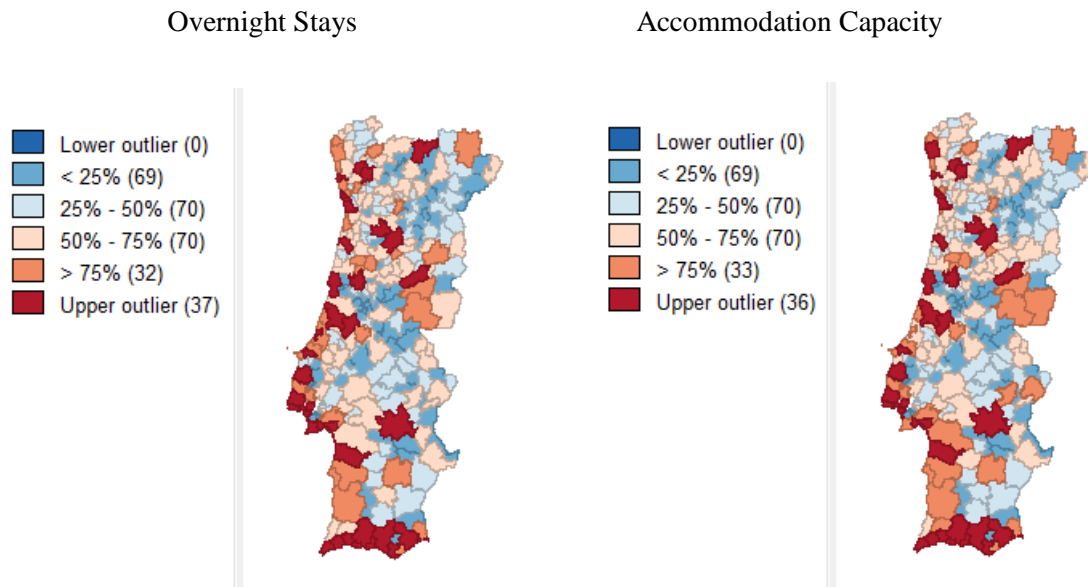 Overnight Stays
Accommodation Capacity
Lower outlier (0)
< 25% (69)
25% - 50% (70)
50% - 75% (70)
> 75% (32)
Upper outlier (37)
Lower outlier (0)
< 25% (69)
25% - 50% (70)
50% - 75% (70)
> 75% (33)
Upper outlier (36)